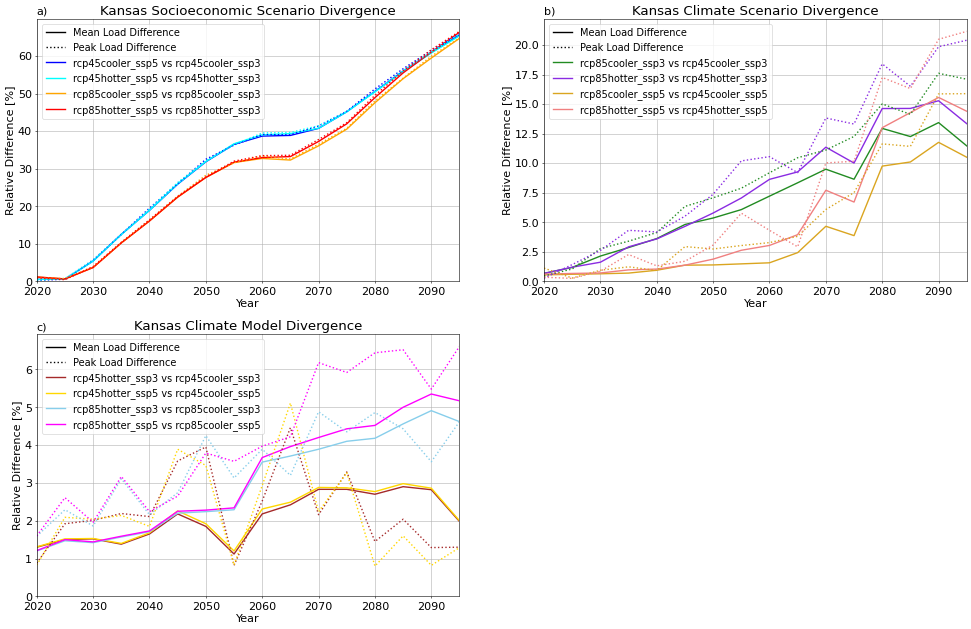 a)
Kansas Socioeconomic Scenario Divergence
Mean Load Difference
Peak Load Difference
rcp45cooler_ssp5 vs rcp45cooler_ssp3
rcp45hotter_ssp5 vs rcp45hotter_ssp3
rcp85cooler_ssp5 vs rcp85cooler_ssp3
rcp85hotter_ssp5 vs rcp85hotter_ssp3
Relative Difference [%]
60
50
40
30
20
10
0
2020 2030 2040 2050 2060 2070 2080 2090
Year
b)
Kansas Climate Scenario Divergence
Mean Load Difference
Peak Load Difference
rcp85cooler_ssp3 vs rcp45cooler_ssp3
rcp85hotter_ssp3 vs rcp45hotter_ssp3
rcp85cooler_ssp5 vs rcp45cooler_ssp5
rcp85hotter_ssp5 vs rcp45hotter_ssp5
Relative Difference [%]
20.0
17.5
15.0
12.5
10.0
7.5
5.0
2.5
0.0
2020 2030 2040 2050 2060 2070 2080 2090
Year
c)
Kansas Climate Model Divergence
Mean Load Difference
Peak Load Difference
rcp45hotter_ssp3 vs rcp45cooler_ssp3
rcp45hotter_ssp5 vs rcp45cooler_ssp5
rcp85hotter_ssp3 vs rcp85cooler_ssp3
rcp85hotter_ssp5 vs rcp85cooler_ssp5
Relative Difference [%]
6
5
4
3
2
1
0
2020 2030 2040 2050 2060 2070 2080 2090
Year